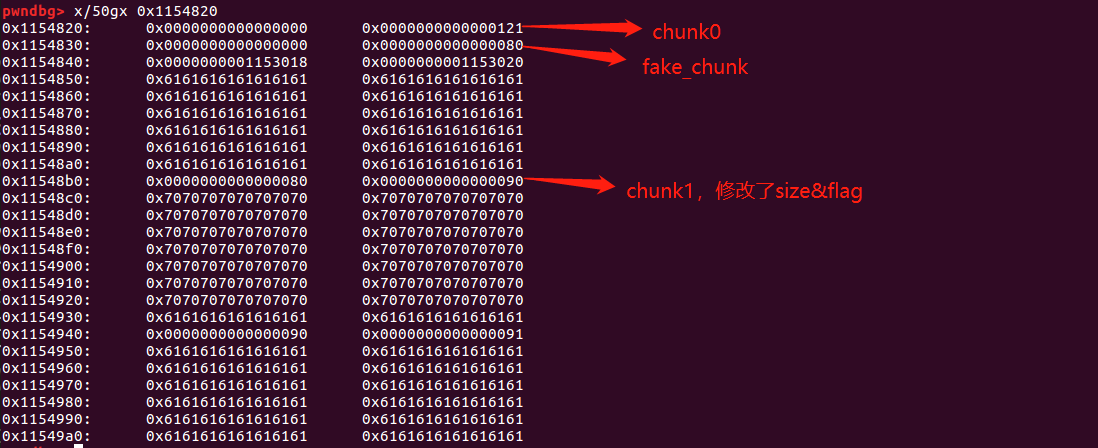 pwndbg> x/50gx 0x1154820
0x1154820: 0x0000000000000000 0x0000000000000121 chunk0
0x1154830: 0x0000000000000000 0x0000000000000080
0x1154840: 0x0000000001153018 0x0000000001153020 fake_chunk
0x1154850: 0x6161616161616161 0x6161616161616161
0x1154860: 0x6161616161616161 0x6161616161616161
0x1154870: 0x6161616161616161 0x6161616161616161
0x1154880: 0x6161616161616161 0x6161616161616161
0x1154890: 0x6161616161616161 0x6161616161616161
0x11548a0: 0x6161616161616161 0x6161616161616161
0x11548b0: 0x0000000000000080 0x0000000000000090 chunk1，修改了size&flag
0x11548c0: 0x7070707070707070 0x7070707070707070
0x11548d0: 0x7070707070707070 0x7070707070707070
0x11548e0: 0x7070707070707070 0x7070707070707070
0x11548f0: 0x7070707070707070 0x7070707070707070
0x1154900: 0x7070707070707070 0x7070707070707070
0x1154910: 0x7070707070707070 0x7070707070707070
0x1154920: 0x7070707070707070 0x7070707070707070
0x1154930: 0x6161616161616161 0x6161616161616161
0x1154940: 0x0000000000000090 0x0000000000000091
0x1154950: 0x6161616161616161 0x6161616161616161
0x1154960: 0x6161616161616161 0x6161616161616161
0x1154970: 0x6161616161616161 0x6161616161616161
0x1154980: 0x6161616161616161 0x6161616161616161
0x1154990: 0x6161616161616161 0x6161616161616161
0x11549a0: 0x6161616161616161 0x6161616161616161